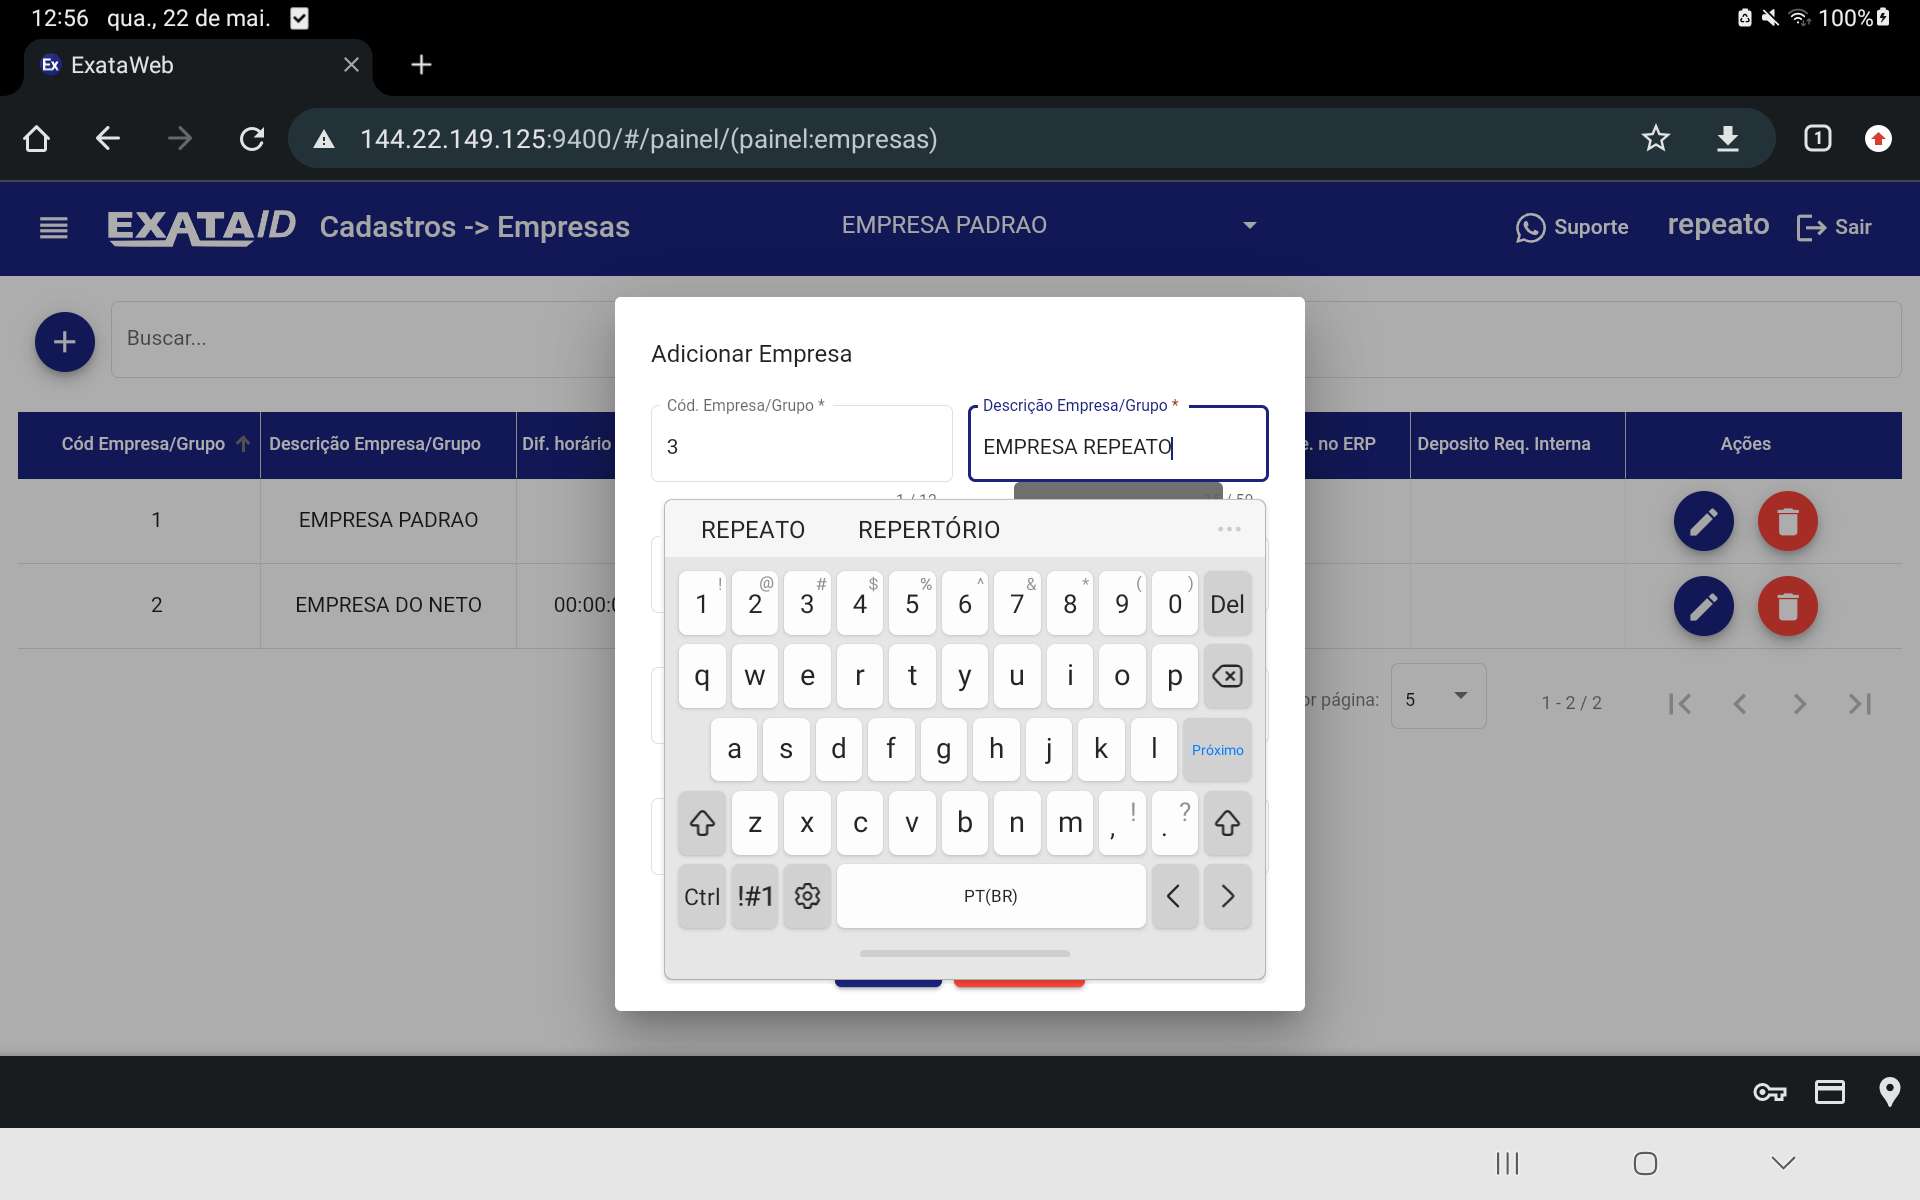 12:56 qua., 22 de mai. 100%
Ex ExataWeb
144.22.149.125:9400/#/painel/(painel:empresas) 1
EXATA/ID Cadastros -> Empresas EMPRESA PADRAO Suporte repeato Sair
Buscar...
Adicionar Empresa
Cód. Empresa/Grupo * Descrição Empresa/Grupo *
3 EMPRESA REPEATO
Cód Empresa/Grupo Descrição Empresa/Grupo Dif. horário e. no ERP Deposito Req. Interna Ações
1 EMPRESA PADRAO
2 EMPRESA DO NETO 00:00:0
or página: 5 1 - 2 / 2
REPEATO REPERTÓRIO ...
! @ # $ % ^ & * ( )
1 2 3 4 5 6 7 8 9 0 Del
q w e r t y u i o p
a s d f g h j k l Próximo
z x c v b n m , ! . ?
Ctrl !#1 PT(BR) < >